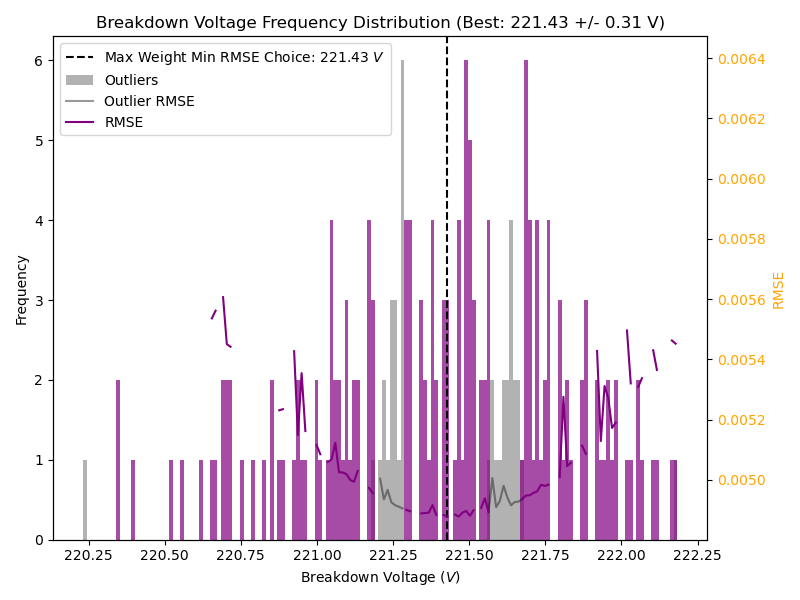 Breakdown Voltage Frequency Distribution (Best: 221.43 +/- 0.31 V)
Max Weight Min RMSE Choice: 221.43 V
Outliers
Outlier RMSE
RMSE
Frequency
6
5
4
3
2
1
0
0.0064
0.0062
0.0060
0.0058
0.0056
0.0054
0.0052
0.0050
RMSE
220.25 220.50 220.75 221.00 221.25 221.50 221.75 222.00 222.25
Breakdown Voltage (V)